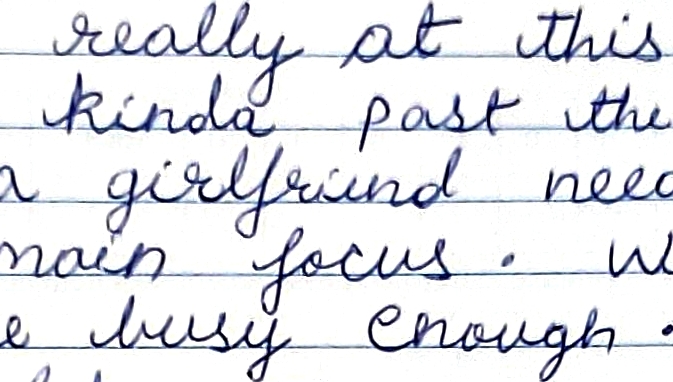 really at this
kinda past the
a girlfriend need
main focus. W
e busy enough.